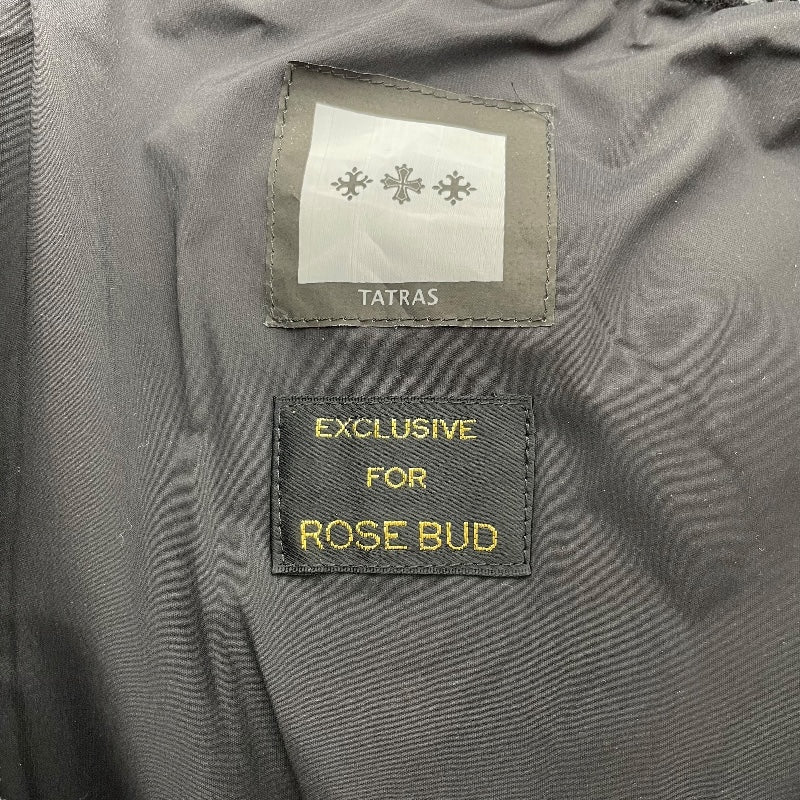 TATRAS
EXCLUSIVE
FOR
ROSE BUD